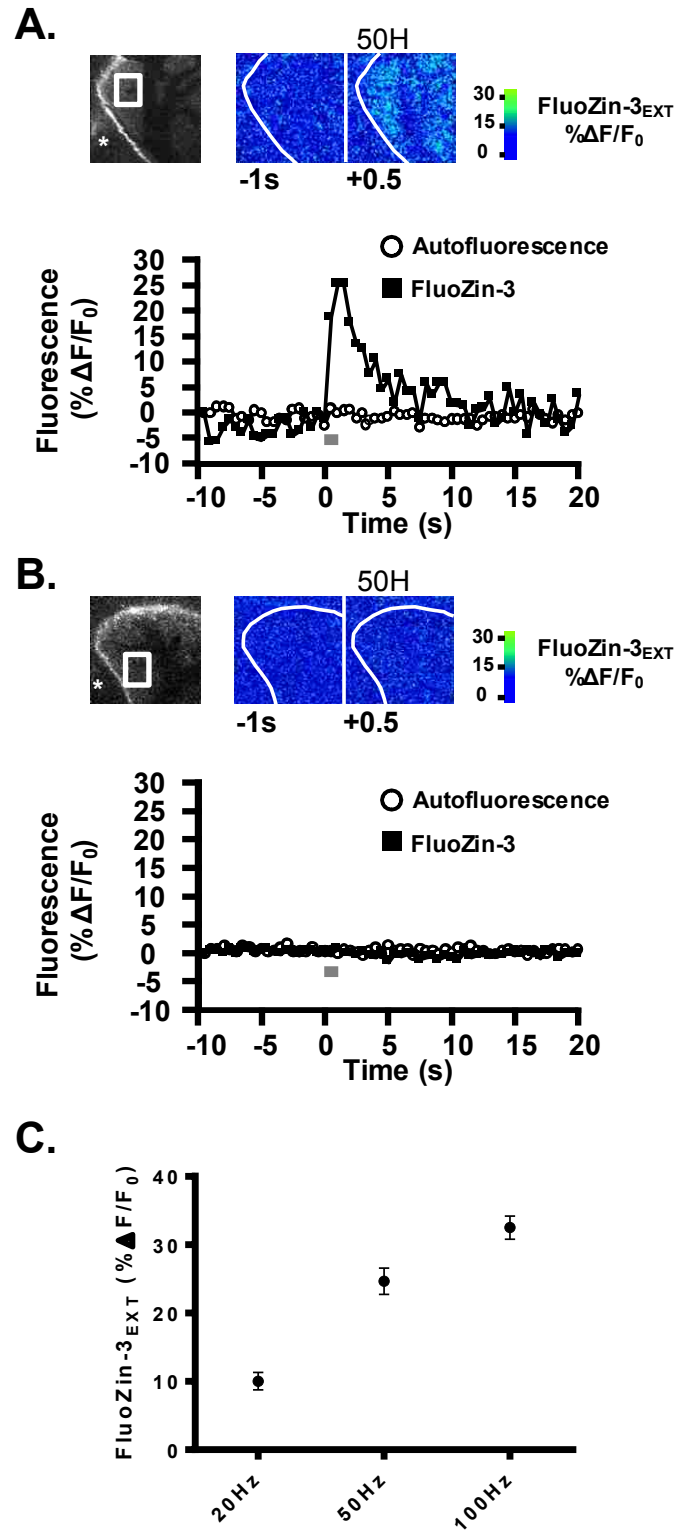 A.
50H
30
15
0
FluoZin-3EXT
%ΔF/F0
*
-1s
+0.5
Autofluorescence
FluoZin-3
Fluorescence
(%ΔF/F0)
30
25
20
15
10
5
0
-5
-10
-10 -5 0 5 10 15 20
Time (s)
B.
50H
30
15
0
FluoZin-3EXT
%ΔF/F0
*
-1s
+0.5
Autofluorescence
FluoZin-3
Fluorescence
(%ΔF/F0)
30
25
20
15
10
5
0
-5
-10
-10 -5 0 5 10 15 20
Time (s)
C.
FluoZin-3EXT (%ΔF/F0)
40
30
20
10
0
20Hz 50Hz 100Hz